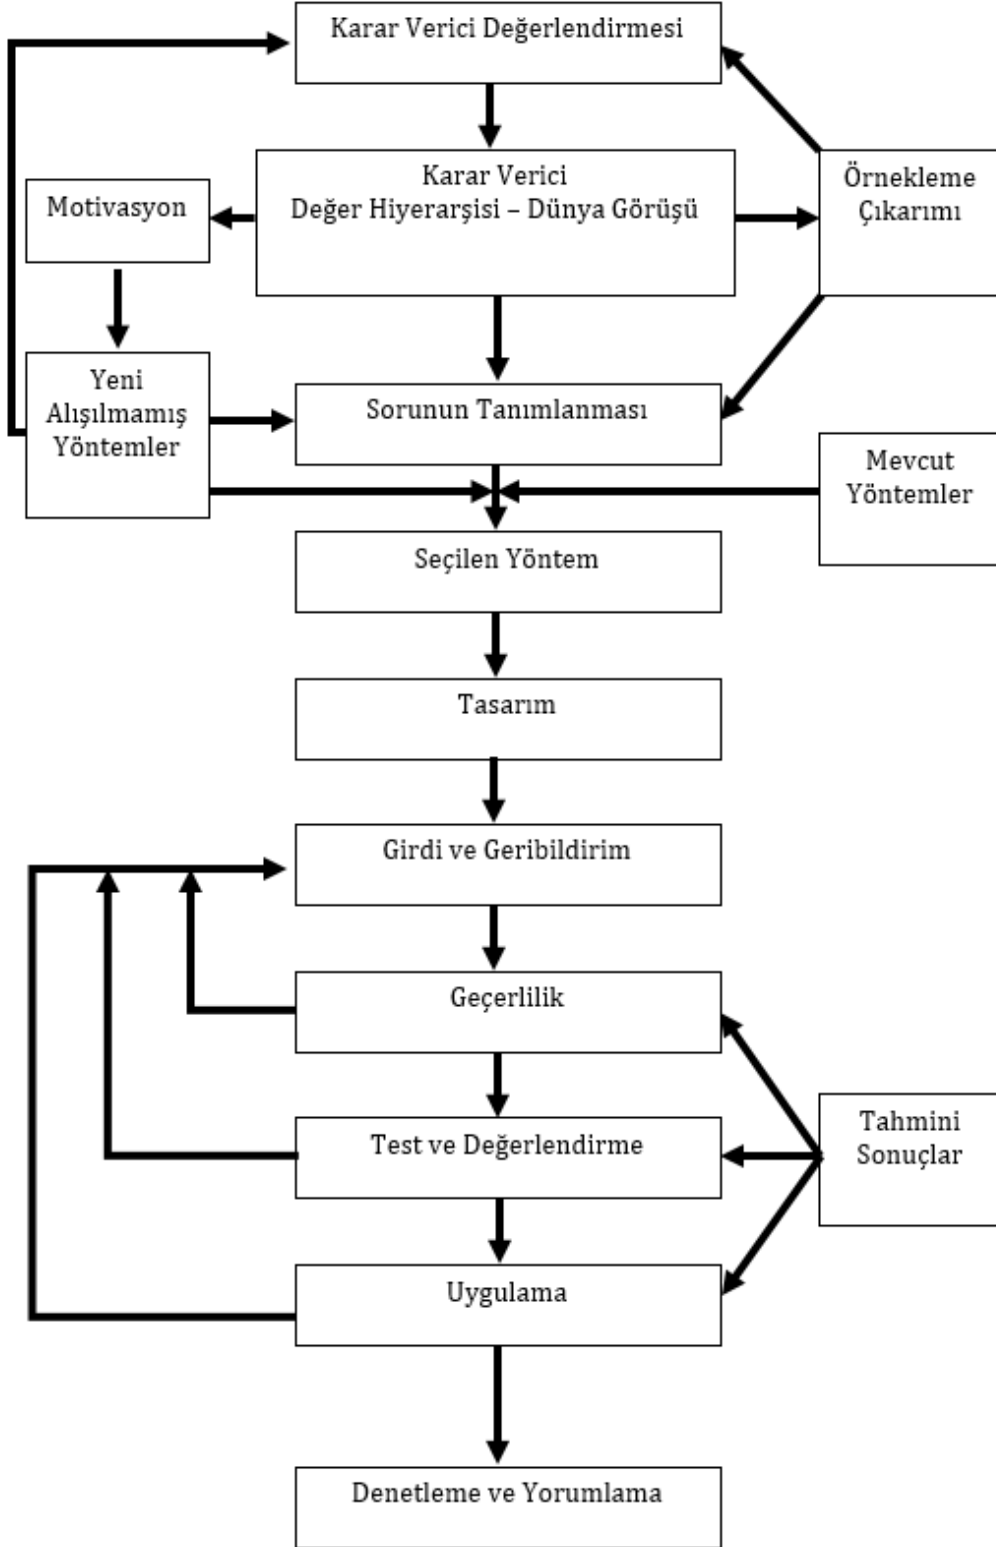 Karar Verici Değerlendirmesi
Karar Verici
Değer Hiyerarşisi – Dünya Görüşü
Örnekleme
Çıkarımı
Motivasyon
Yeni
Alışılmamış
Yöntemler
Sorunun Tanımlanması
Mevcut
Yöntemler
Seçilen Yöntem
Tasarım
Girdi ve Geribildirim
Geçerlilik
Test ve Değerlendirme
Tahmini
Sonuçlar
Uygulama
Denetleme ve Yorumlama